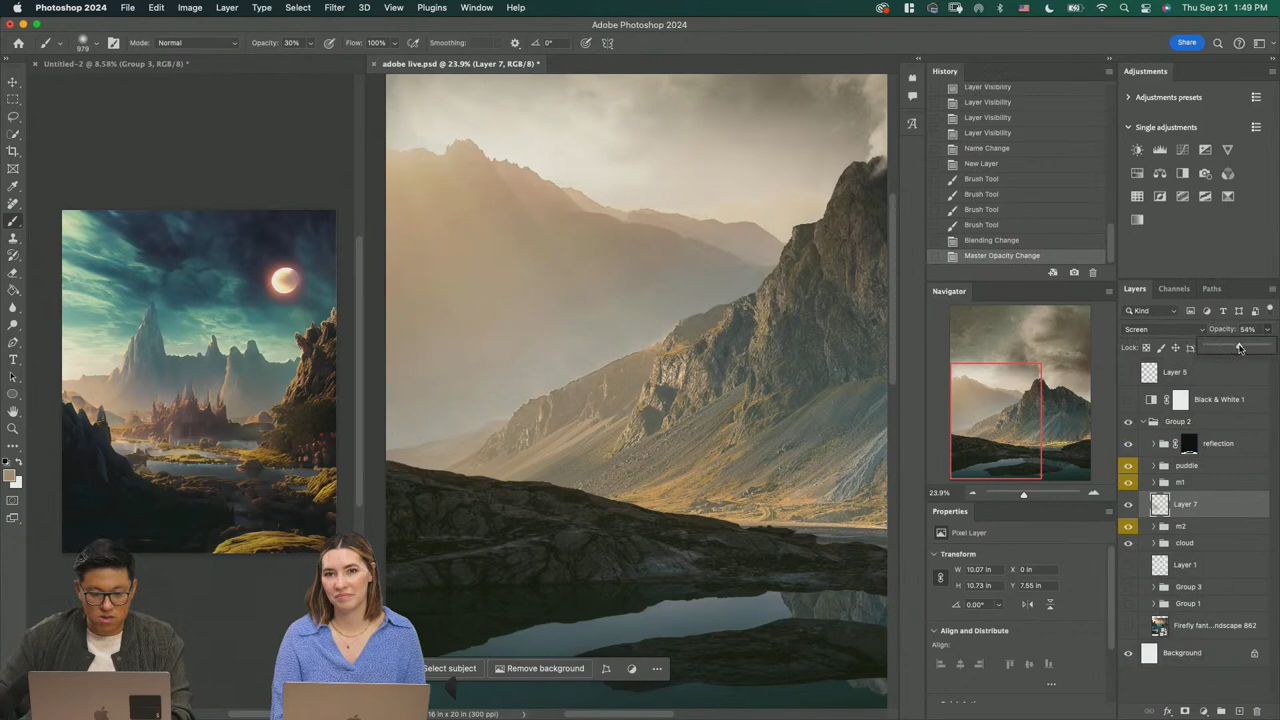 Photoshop 2024 File Edit Image Layer Type Select Filter 3D View Plugins Window Help Thu Sep 21 1:49 PM
Adobe Photoshop 2024
979 Mode: Normal Opacity: 30% Flow: 100% Smoothing: 0° Share
Untitled-2 @ 8.58% (Group 3, RGB/8) *
adobe live.psd @ 23.9% (Layer 7, RGB/8) *
History
Layer Visibility
Layer Visibility
Layer Visibility
Layer Visibility
Name Change
New Layer
Brush Tool
Brush Tool
Brush Tool
Brush Tool
Blending Change
Master Opacity Change
Navigator
23.9%
Properties
Pixel Layer
Transform
W 10.07 in X 0 in
H 10.73 in Y 7.55 in
0.00°
Align and Distribute
Align:
Adjustments
Adjustments presets
Single adjustments
Layers Channels Paths
Kind
Screen Opacity: 54%
Lock:
Layer 5
Black & White 1
Group 2
reflection
puddle
m1
Layer 7
m2
cloud
Layer 1
Group 3
Group 1
Firefly fant...ndscape 862
Background
Select subject Remove background
16 in x 20 in (300 ppi)